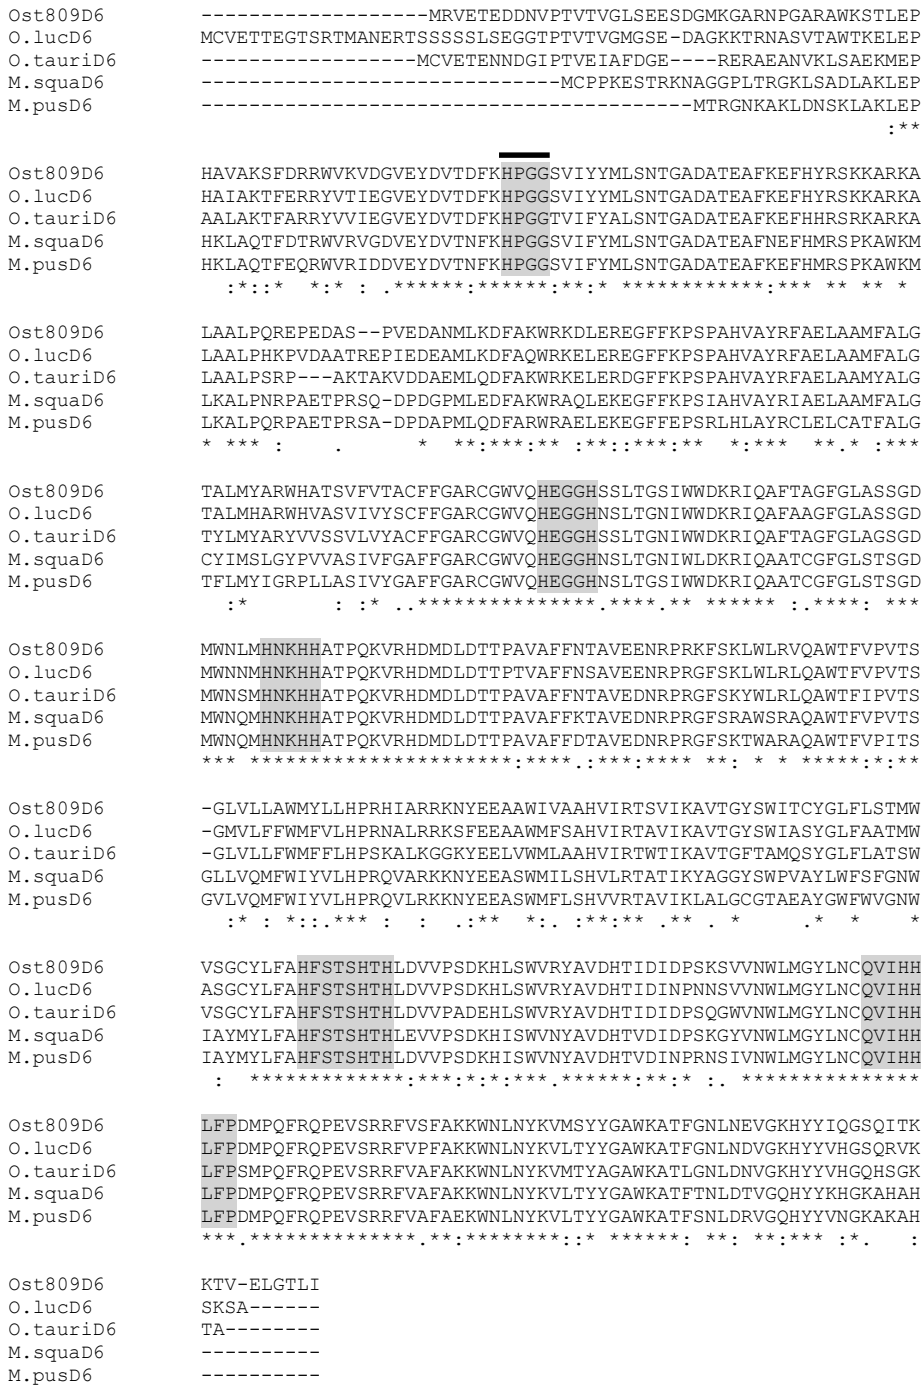 Ost809D6 -------------------MRVETEDDNVPTVTVGLSEESDGMKGARNPGARAWKSTLEP
O.lucD6 MCVETTEGTSRTMANERTSSSSSLSEGGTPTVTVGMGSE-DAGKKTRNASVTAWTKELEP
O.tauriD6 ------------------MCVETENNDGIPTVEIAFDGE----RERAEANVKLSAEKMEP
M.squaD6 ------------------------------MCPPKESTRKNAGGPLTRGKLSADLAKLEP
M.pusD6 -----------------------------------------MTRGNKAKLDNSKLAKLEP
:**
Ost809D6 HAVAKSFDRRWVKVDGVEYDVTDFKHPGGSVIYYMLSNTGADATEAFKEFHYRSKKARKA
O.lucD6 HAIAKTFERRYVTIEGVEYDVTDFKHPGGSVIYYMLSNTGADATEAFKEFHYRSKKARKA
O.tauriD6 AALAKTFARRYVVIEGVEYDVTDFKHPGGTVIFYALSNTGADATEAFKEFHHRSRKARKA
M.squaD6 HKLAQTFDTRWVRVGDVEYDVTNFKHPGGSVIFYMLSNTGADATEAFNEFHMRSPKAWKM
M.pusD6 HKLAQTFEQRWVRIDDVEYDVTNFKHPGGSVIFYMLSNTGADATEAFKEFHMRSPKAWKM
:*::* *:* : .******:******:**:* ************:*** ** ** *
Ost809D6 LAALPQREPEDAS--PVEDANMLKDFAKWRKDLEREGFFKPSPAHVAYRFAELAAMFALG
O.lucD6 LAALPHKPVDAATREPIEDEAMLKDFAQWRKELEREGFFKPSPAHVAYRFAELAAMFALG
O.tauriD6 LAALPSRP---AKTAKVDDAEMLQDFAKWRKELERDGFFKPSPAHVAYRFAELAAMYALG
M.squaD6 LKALPNRPAETPRSQ-DPDGPMLEDFAKWRAQLEKEGFFKPSIAHVAYRIAELAAMFALG
M.pusD6 LKALPQRPAETPRSA-DPDAPMLQDFARWRAELEKEGFFEPSRLHLAYRCLELCATFALG
* *** : . * **:***:** :**::***:** *:*** **.* :***
Ost809D6 TALMYARWHATSVFVTACFFGARCGWVQHEGGHSSLTGSIWWDKRIQAFTAGFGLASSGD
O.lucD6 TALMHARWHVASVIVYSCFFGARCGWVQHEGGHNSLTGNIWWDKRIQAFAAGFGLASSGD
O.tauriD6 TYLMYARYVVSSVLVYACFFGARCGWVQHEGGHSSLTGNIWWDKRIQAFTAGFGLAGSGD
M.squaD6 CYIMSLGYPVVASIVFGAFFGARCGWVQHEGGHNSLTGNIWLDKRIQAATCGFGLSTSGD
M.pusD6 TFLMYIGRPLLASIVYGAFFGARCGWVQHEGGHNSLTGSIWWDKRIQAATCGFGLSTSGD
:* : :* ..***************.****.** ****** :.****: ***
Ost809D6 MWNLMHNKHHATPQKVRHDMDLDTTPAVAFFNTAVEENRPRKFSKLWLRVQAWTFVPVTS
O.lucD6 MWNNMHNKHHATPQKVRHDMDLDTTPTVAFFNSAVEENRPRGFSKLWLRLQAWTFVPVTS
O.tauriD6 MWNSMHNKHHATPQKVRHDMDLDTTPAVAFFNTAVEDNRPRGFSKYWLRLQAWTFIPVTS
M.squaD6 MWNQMHNKHHATPQKVRHDMDLDTTPAVAFFKTAVEDNRPRGFSRAWSRAQAWTFVPVTS
M.pusD6 MWNQMHNKHHATPQKVRHDMDLDTTPAVAFFDTAVEDNRPRGFSKTWARAQAWTFVPITS
*** *********************:****.:***:**** **: * * *****:*:**
Ost809D6 -GLVLLAWMYLLHPRHIARRKNYEEAAWIVAAHVIRTSVIKAVTGYSWITCYGLFLSTMW
O.lucD6 -GMVLFFWMFVLHPRNALRRKSFEEAAWMFSAHVIRTAVIKAVTGYSWIASYGLFAATMW
O.tauriD6 -GLVLLFWMFFLHPSKALKGGKYEELVWMLAAHVIRTWTIKAVTGFTAMQSYGLFLATSW
M.squaD6 GLLVQMFWIYVLHPRQVARKKNYEEASWMILSHVLRTATIKYAGGYSWPVAYLWFSFGNW
M.pusD6 GVLVQMFWIYVLHPRQVLRKKNYEEASWMFLSHVVRTAVIKLALGCGTAEAYGWFWVGNW
:* : *::.*** : : .:** *: :**:** .** . * .* * *
Ost809D6 VSGCYLFAHFSTSHTHLDVVPSDKHLSWVRYAVDHTIDIDPSKSVVNWLMGYLNCQVIHH
O.lucD6 ASGCYLFAHFSTSHTHLDVVPSDKHLSWVRYAVDHTIDINPNNSVVNWLMGYLNCQVIHH
O.tauriD6 VSGCYLFAHFSTSHTHLDVVPADEHLSWVRYAVDHTIDIDPSQGWVNWLMGYLNCQVIHH
M.squaD6 IAYMYLFAHFSTSHTHLEVVPSDKHISWVNYAVDHTVDIDPSKGYVNWLMGYLNCQVIHH
M.pusD6 IAYMYLFAHFSTSHTHLDVVPSDKHISWVNYAVDHTVDINPRNSIVNWLMGYLNCQVIHH
: *************:***:*:*:***.******:**:* :. ***************
Ost809D6 LFPDMPQFRQPEVSRRFVSFAKKWNLNYKVMSYYGAWKATFGNLNEVGKHYYIQGSQITK
O.lucD6 LFPDMPQFRQPEVSRRFVPFAKKWNLNYKVLTYYGAWKATFGNLNDVGKHYYVHGSQRVK
O.tauriD6 LFPSMPQFRQPEVSRRFVAFAKKWNLNYKVMTYAGAWKATLGNLDNVGKHYYVHGQHSGK
M.squaD6 LFPDMPQFRQPEVSRRFVAFAKKWNLNYKVLTYYGAWKATFTNLDTVGQHYYKHGKAHAH
M.pusD6 LFPDMPQFRQPEVSRRFVAFAEKWNLNYKVLTYYGAWKATFSNLDRVGQHYYVNGKAKAH
***.**************.**:********::* ******: **: **:*** :*. :
Ost809D6 KTV-ELGTLI
O.lucD6 SKSA------
O.tauriD6 TA--------
M.squaD6 ----------
M.pusD6 ----------